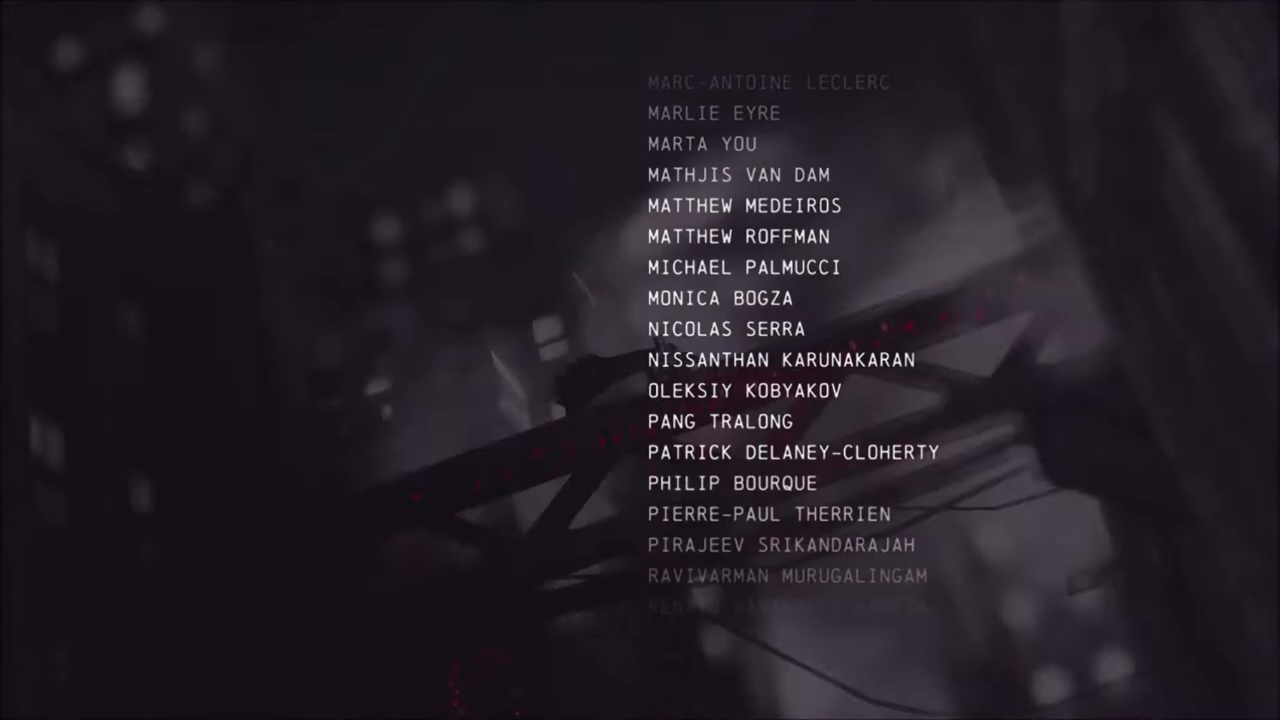 MARC-ANTOINE LECLERC
MARLIE EYRE
MARTA YOU
MATHJIS VAN DAM
MATTHEW MEDEIROS
MATTHEW ROFFMAN
MICHAEL PALMUCCI
MONICA BOGZA
NICOLAS SERRA
NISSANTHAN KARUNAKARAN
OLEKSIY KOBYAKOV
PANG TRALONG
PATRICK DELANEY-CLOHERTY
PHILIP BOURQUE
PIERRE-PAUL THERRIEN
PIRAJEEV SRIKANDARAJAH
RAVIVARMAN MURUGALINGAM